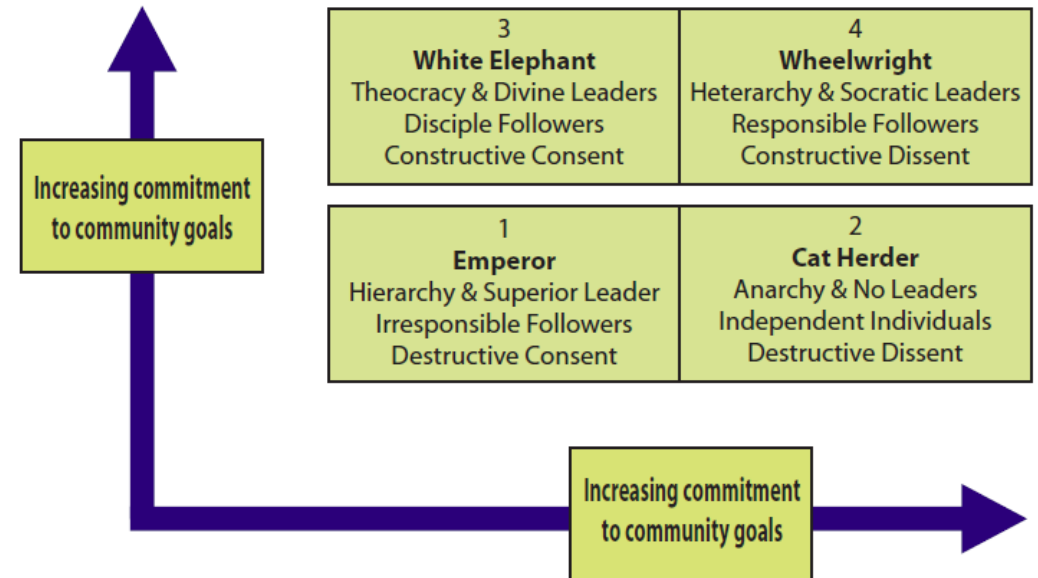 3
White Elephant
Theocracy & Divine Leaders
Disciple Followers
Constructive Consent
4
Wheelwright
Heterarchy & Socratic Leaders
Responsible Followers
Constructive Dissent
Increasing commitment
to community goals
1
Emperor
Hierarchy & Superior Leader
Irresponsible Followers
Destructive Consent
2
Cat Herder
Anarchy & No Leaders
Independent Individuals
Destructive Dissent
Increasing commitment
to community goals